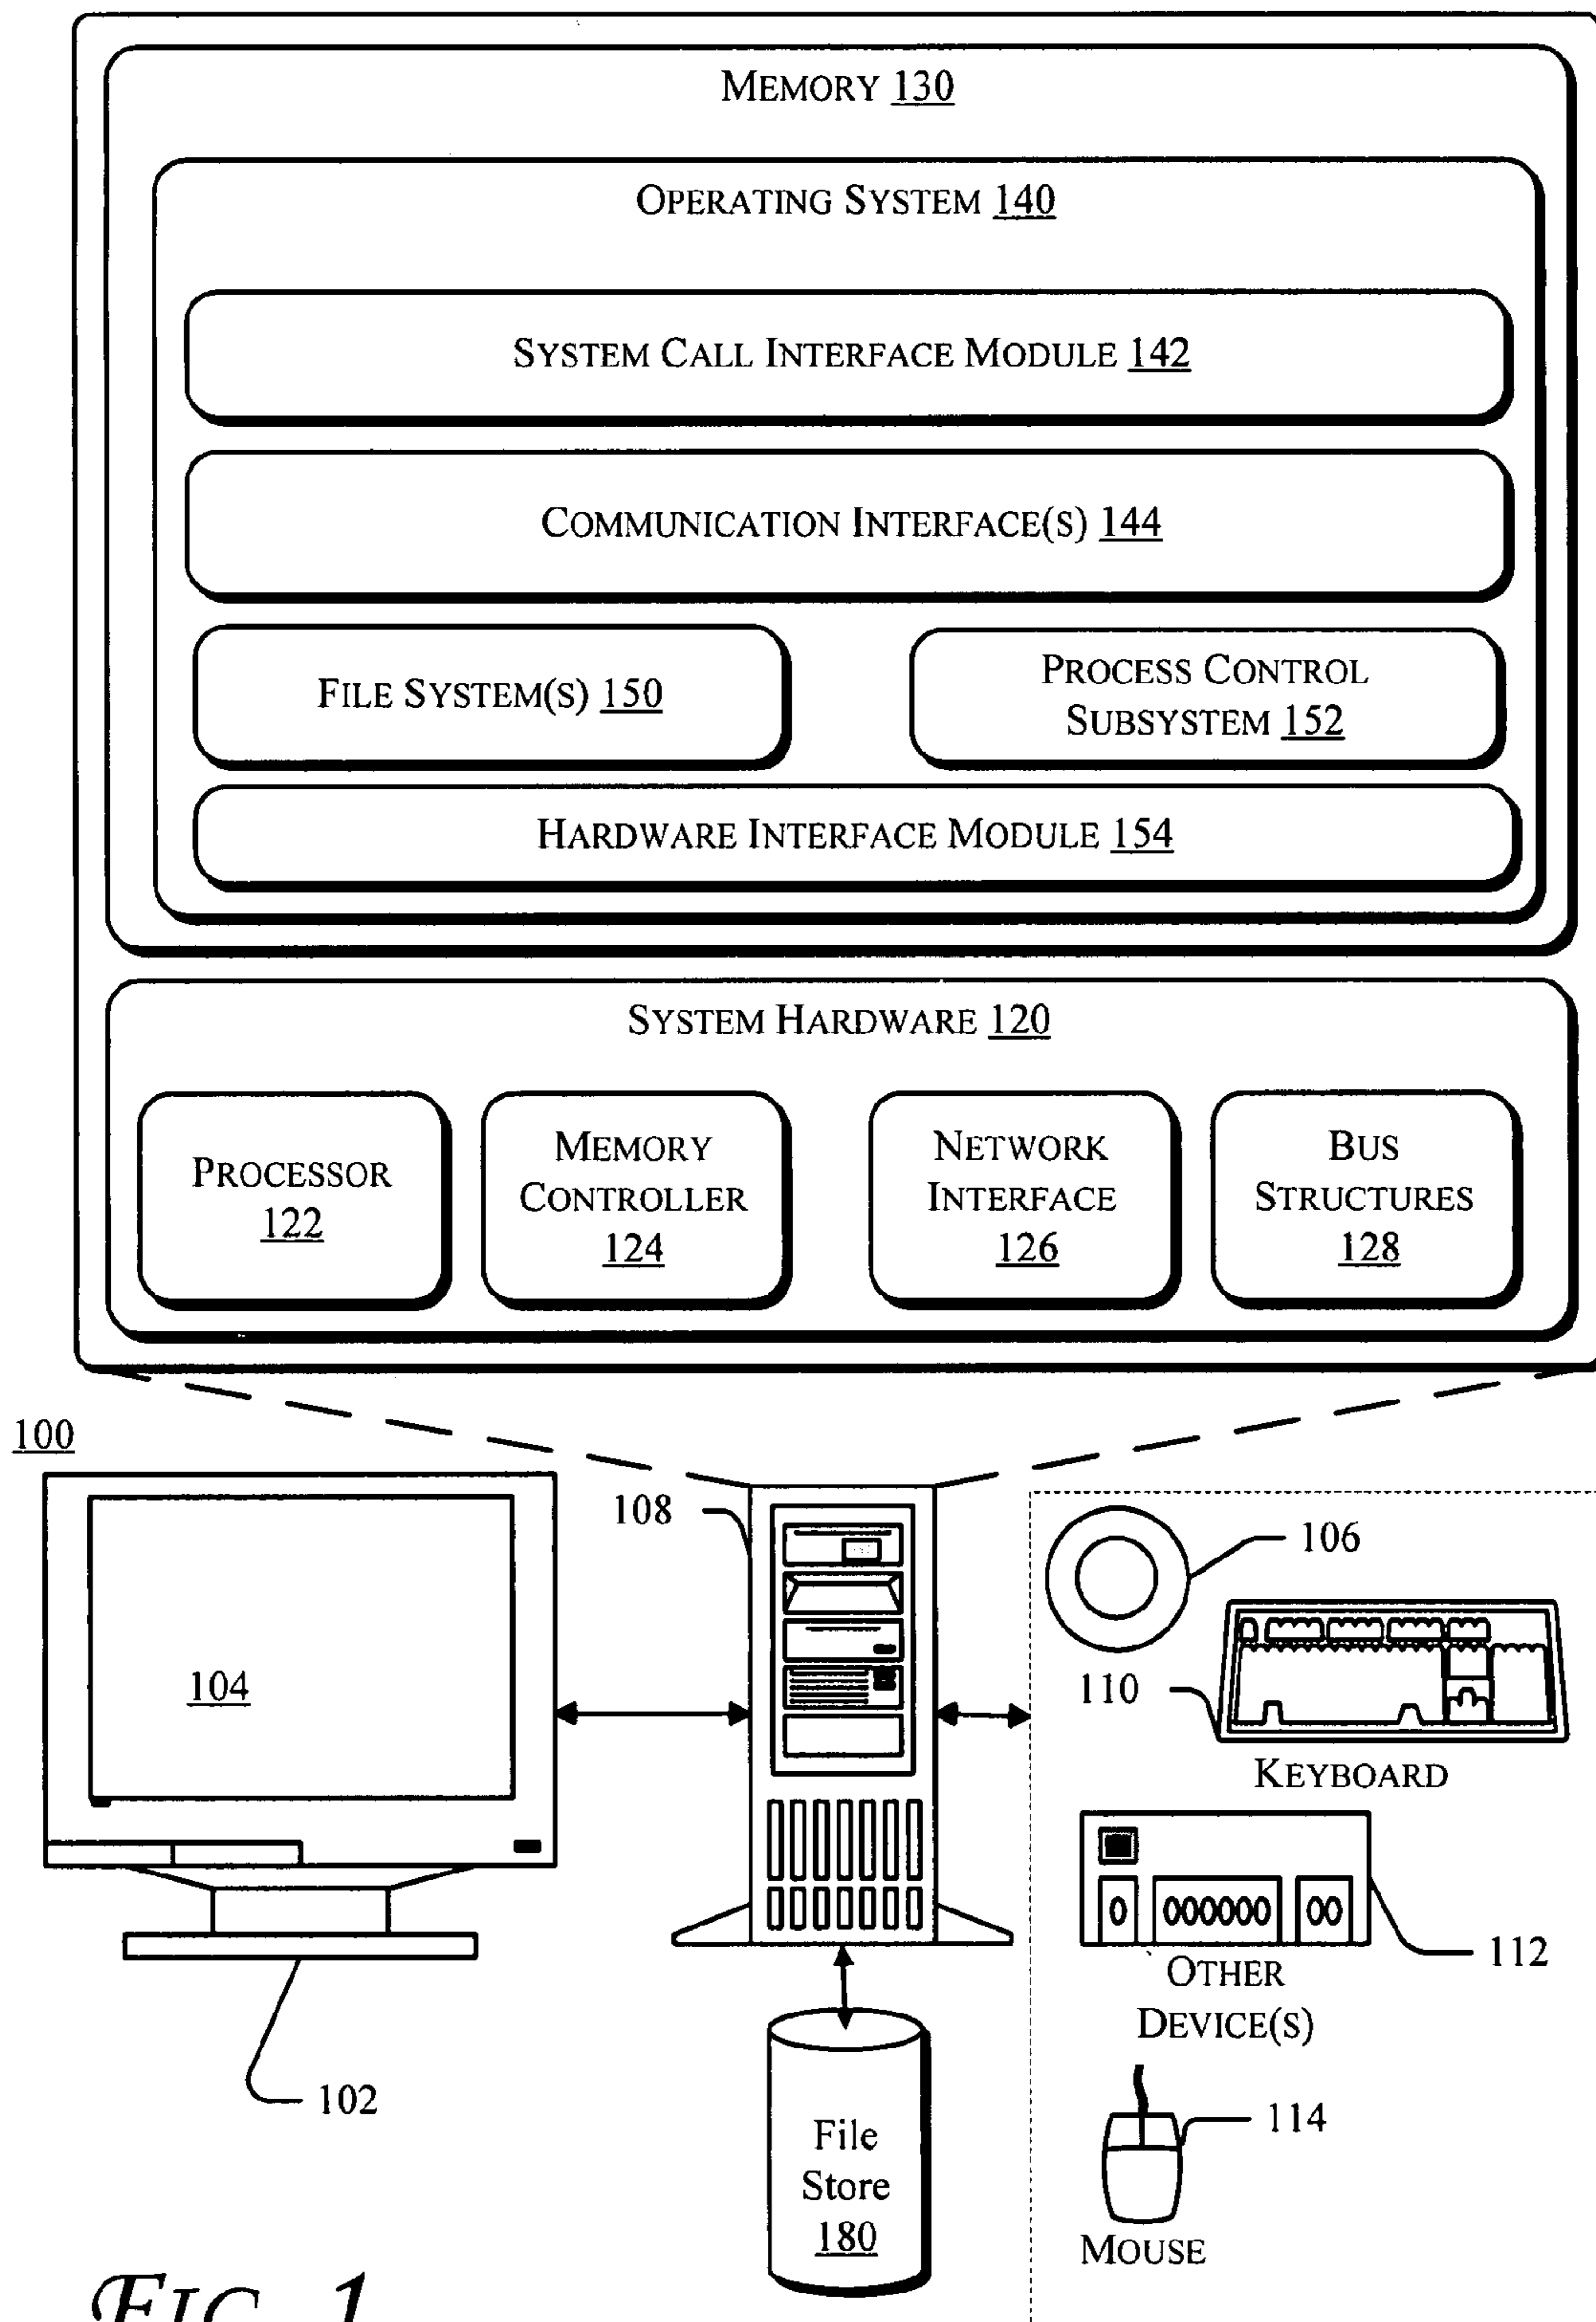 MEMORY 130
OPERATING SYSTEM 140
SYSTEM CALL INTERFACE MODULE 142
COMMUNICATION INTERFACE(S) 144
FILE SYSTEM(S) 150
PROCESS CONTROL
SUBSYSTEM 152
HARDWARE INTERFACE MODULE 154
SYSTEM HARDWARE 120
PROCESSOR
122
MEMORY
CONTROLLER
124
NETWORK
INTERFACE
126
BUS
STRUCTURES
128
100
108
106
104
110
KEYBOARD
112
OTHER
DEVICE(S)
102
114
File
Store
180
MOUSE
FIG. 1